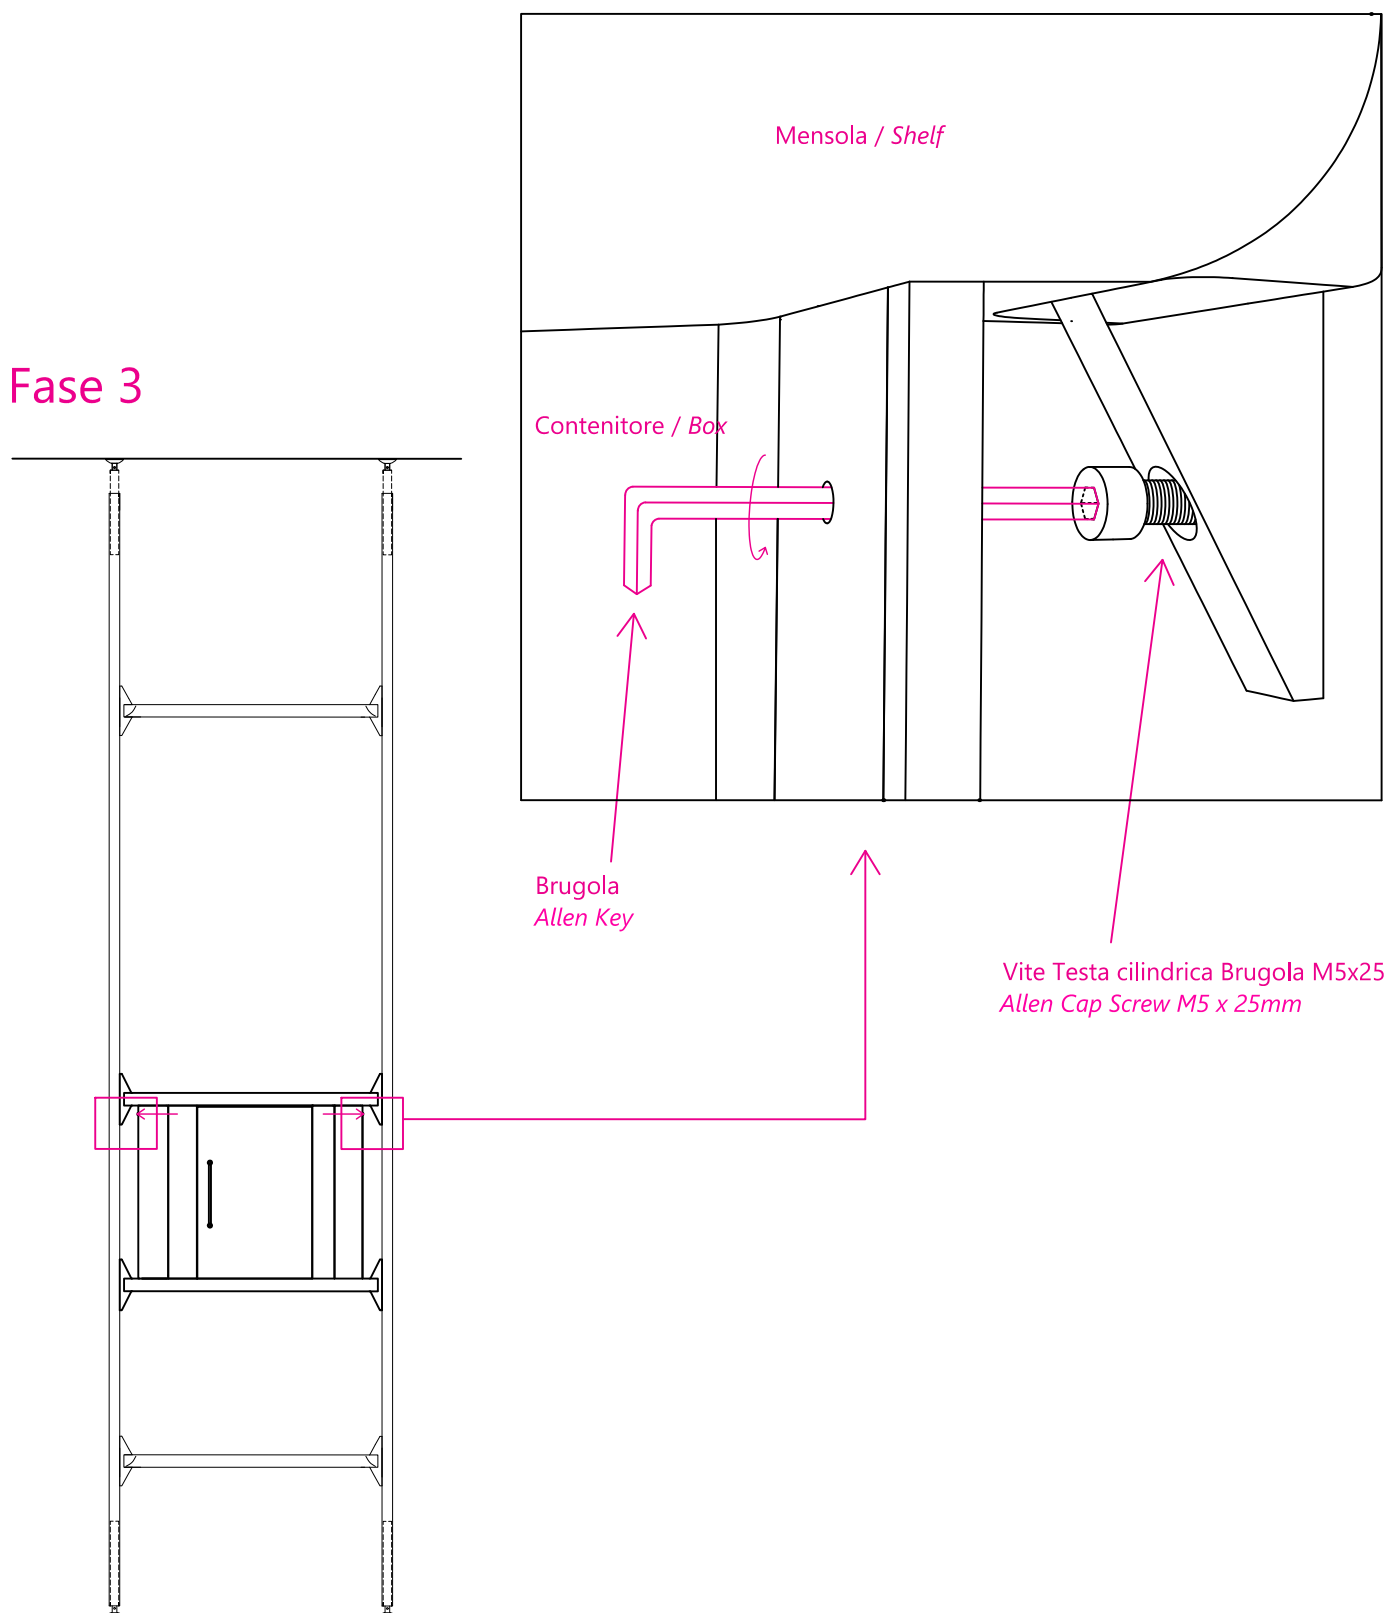 Mensola / Shelf
Fase 3
Contenitore / Box
Brugola
Allen Key
Vite Testa cilindrica Brugola M5x25
Allen Cap Screw M5 x 25mm